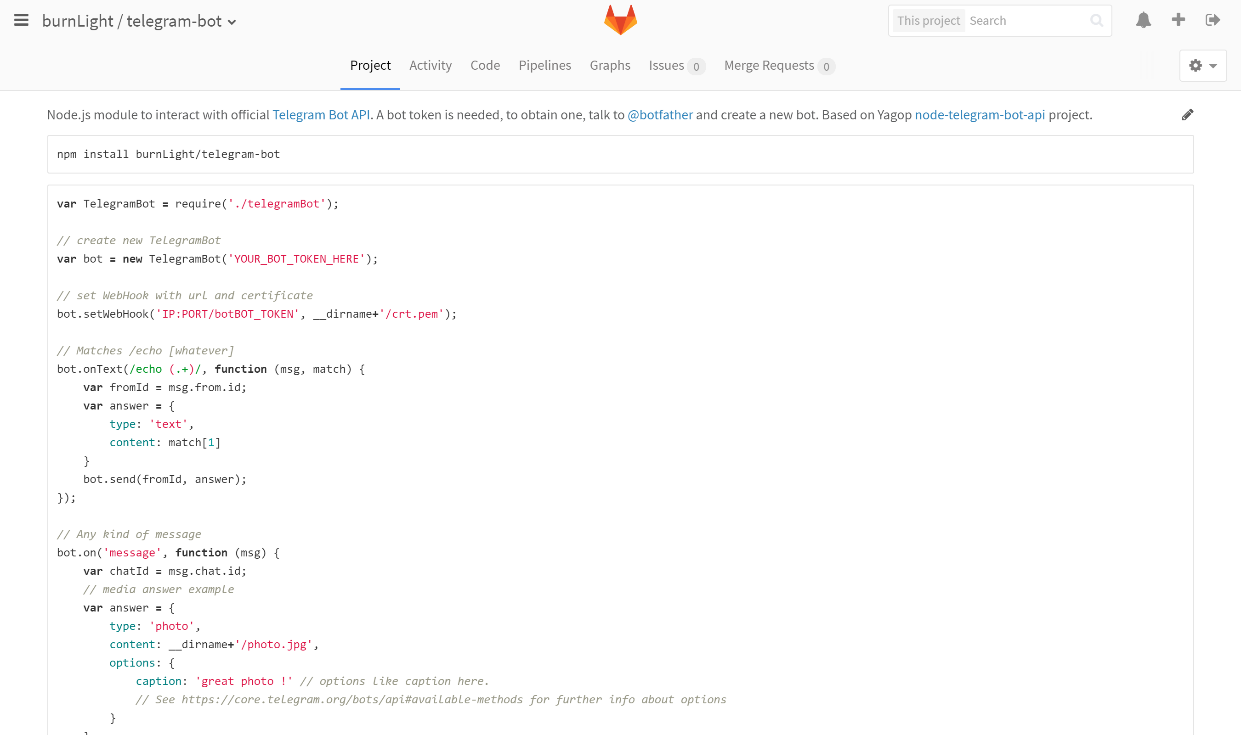 burnLight / telegram-bot
This project Search
Project Activity Code Pipelines Graphs Issues 0 Merge Requests 0
Node.js module to interact with official Telegram Bot API. A bot token is needed, to obtain one, talk to @botfather and create a new bot. Based on Yagop node-telegram-bot-api project.
npm install burnLight/telegram-bot
var TelegramBot = require('./telegramBot');
// create new TelegramBot
var bot = new TelegramBot('YOUR_BOT_TOKEN_HERE');
// set WebHook with url and certificate
bot.setWebHook('IP:PORT/botBOT_TOKEN', __dirname+'/crt.pem');
// Matches /echo [whatever]
bot.onText(/echo (.+)/, function (msg, match) {
    var fromId = msg.from.id;
    var answer = {
        type: 'text',
        content: match[1]
    }
    bot.send(fromId, answer);
});
// Any kind of message
bot.on('message', function (msg) {
    var chatId = msg.chat.id;
    // media answer example
    var answer = {
        type: 'photo',
        content: __dirname+'/photo.jpg',
        options: {
            caption: 'great photo !' // options like caption here.
            // See https://core.telegram.org/bots/api#available-methods for further info about options
        }